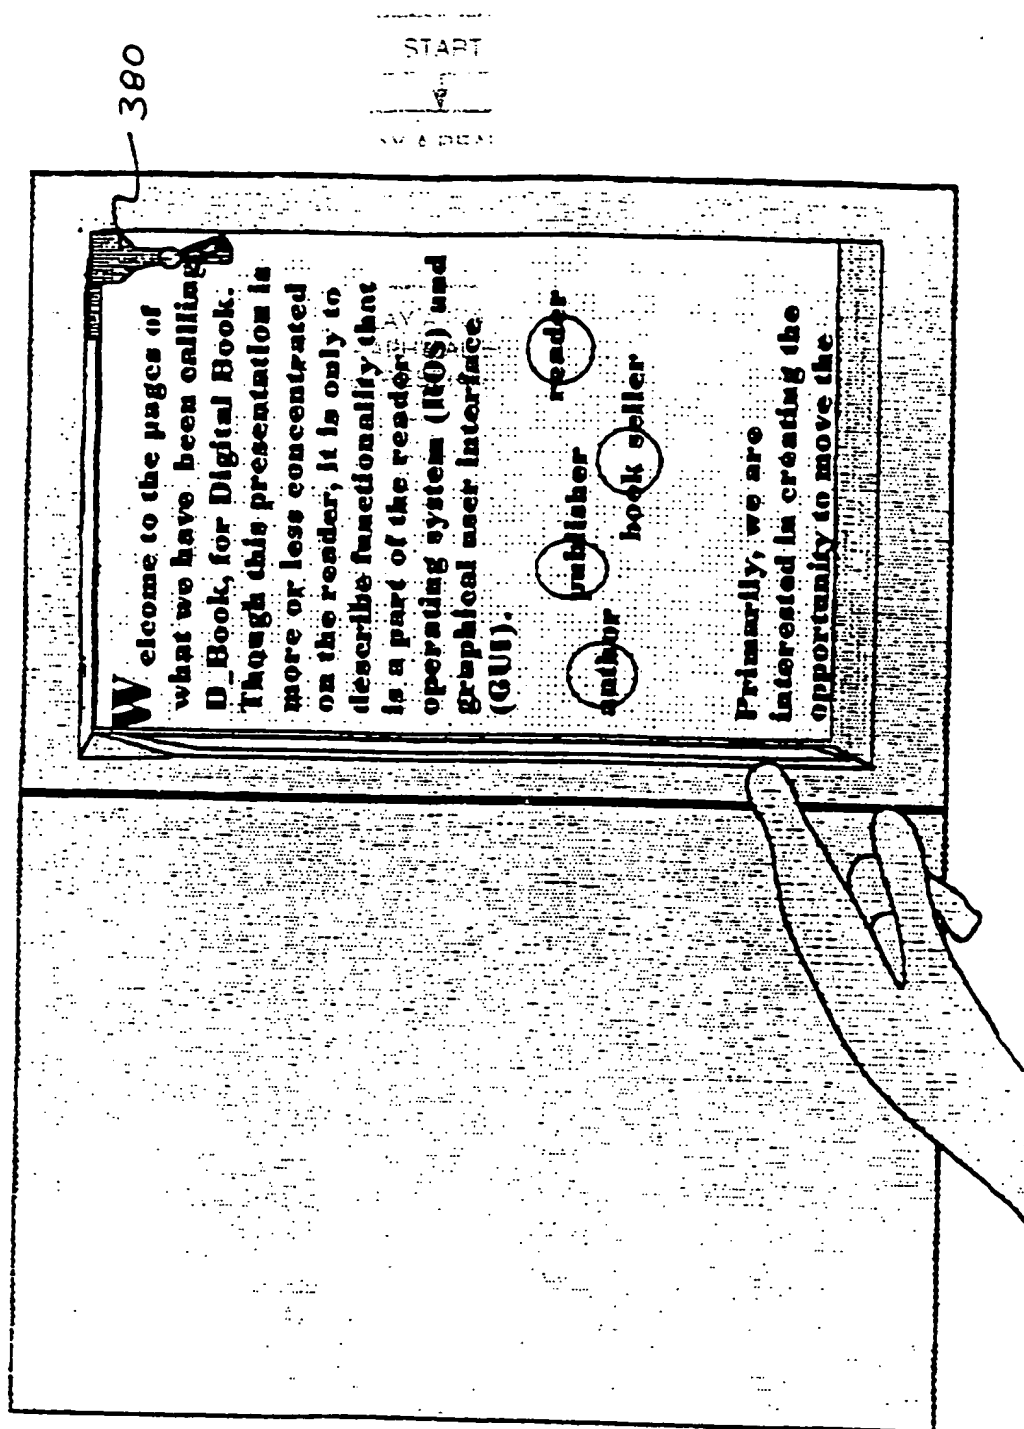 START
380
Welcome to the pages of
what we have been callling
D_Book, for Digital Book.
Though this presentation is
more or less concentrated
on the reader, it is only to
describe functionality that
is a part of the reader
operating system (ROS) and
graphical user interface
(GUI).
author publisher reader
book seller
Primarily, we are
interested in creating the
opportunity to move the